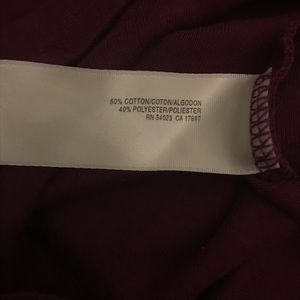 60% COTTON/COTON/ALGODON
40% POLYESTER/POLIESTER
RN 54023 CA 17897